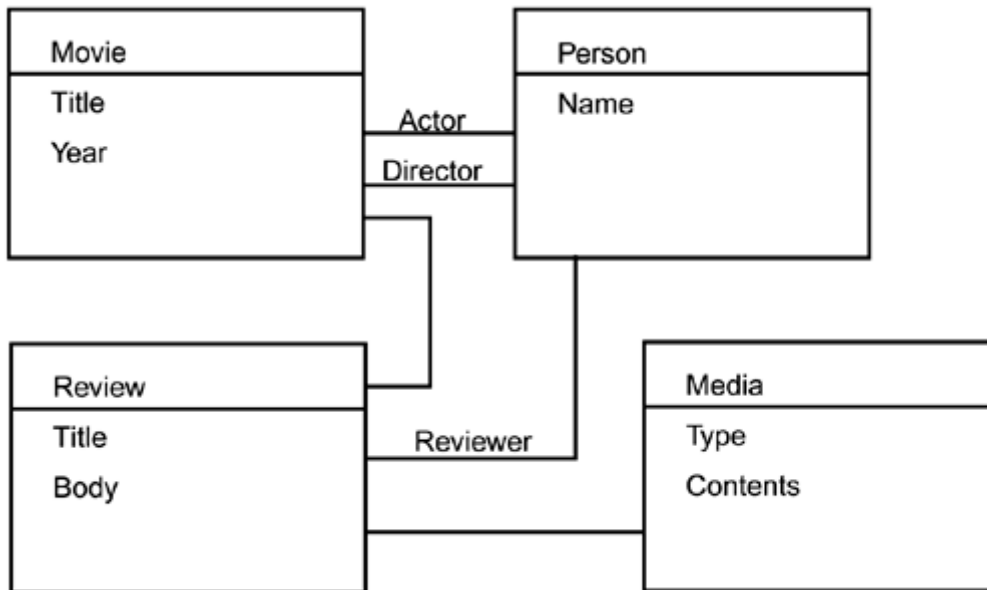 Movie
Title
Year
Actor
Director
Person
Name
Review
Title
Body
Reviewer
Media
Type
Contents